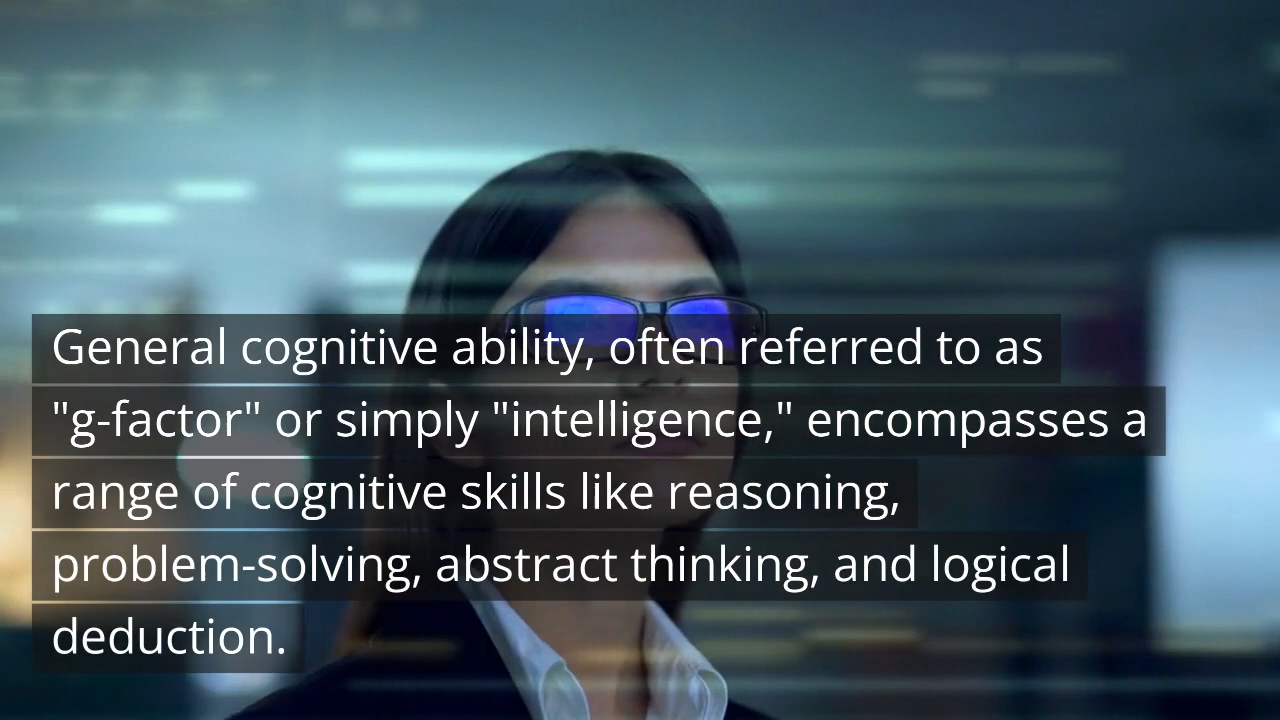 General cognitive ability, often referred to as
"g-factor" or simply "intelligence," encompasses a
range of cognitive skills like reasoning,
problem-solving, abstract thinking, and logical
deduction.